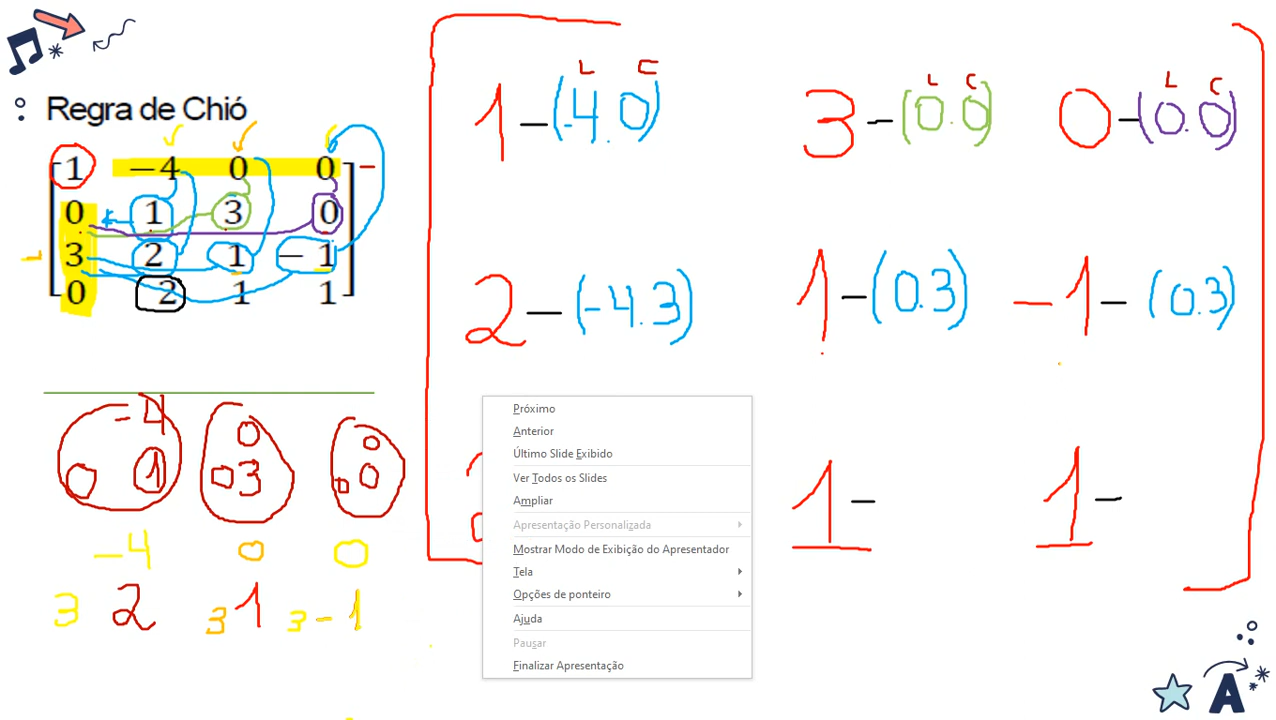 Regra de Chió
1 −4 0 0 −
0 1 3 0
L 3 2 1 −1
0 2 1 1
L C
1 − (−4. 0)
L C
3 − (0. 0)
L C
0 − (0. 0)
2 − (−4.3)
1 − (0.3)
−1 − (0.3)
1 −
1 −
−4
0 1
0
0 3
0
0 0
−4 0 0
3 2 3 1 3 −1
Próximo
Anterior
Último Slide Exibido
Ver Todos os Slides
Ampliar
Apresentação Personalizada
Mostrar Modo de Exibição do Apresentador
Tela
Opções de ponteiro
Ajuda
Pausar
Finalizar Apresentação
A